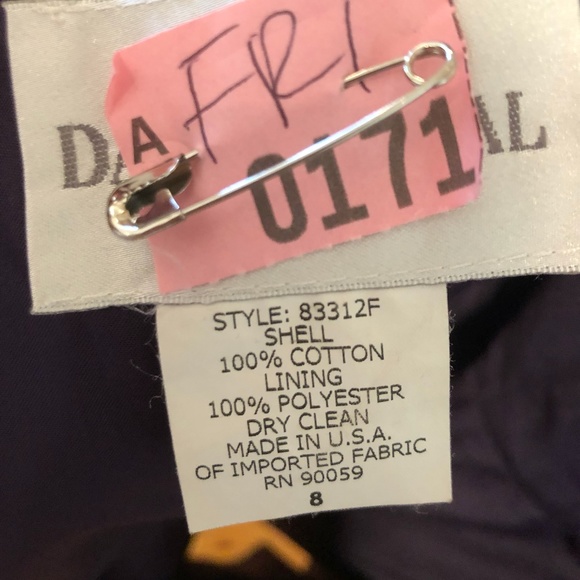 FRI
A 0171
STYLE: 83312F
SHELL
100% COTTON
LINING
100% POLYESTER
DRY CLEAN
MADE IN U.S.A.
OF IMPORTED FABRIC
RN 90059
8